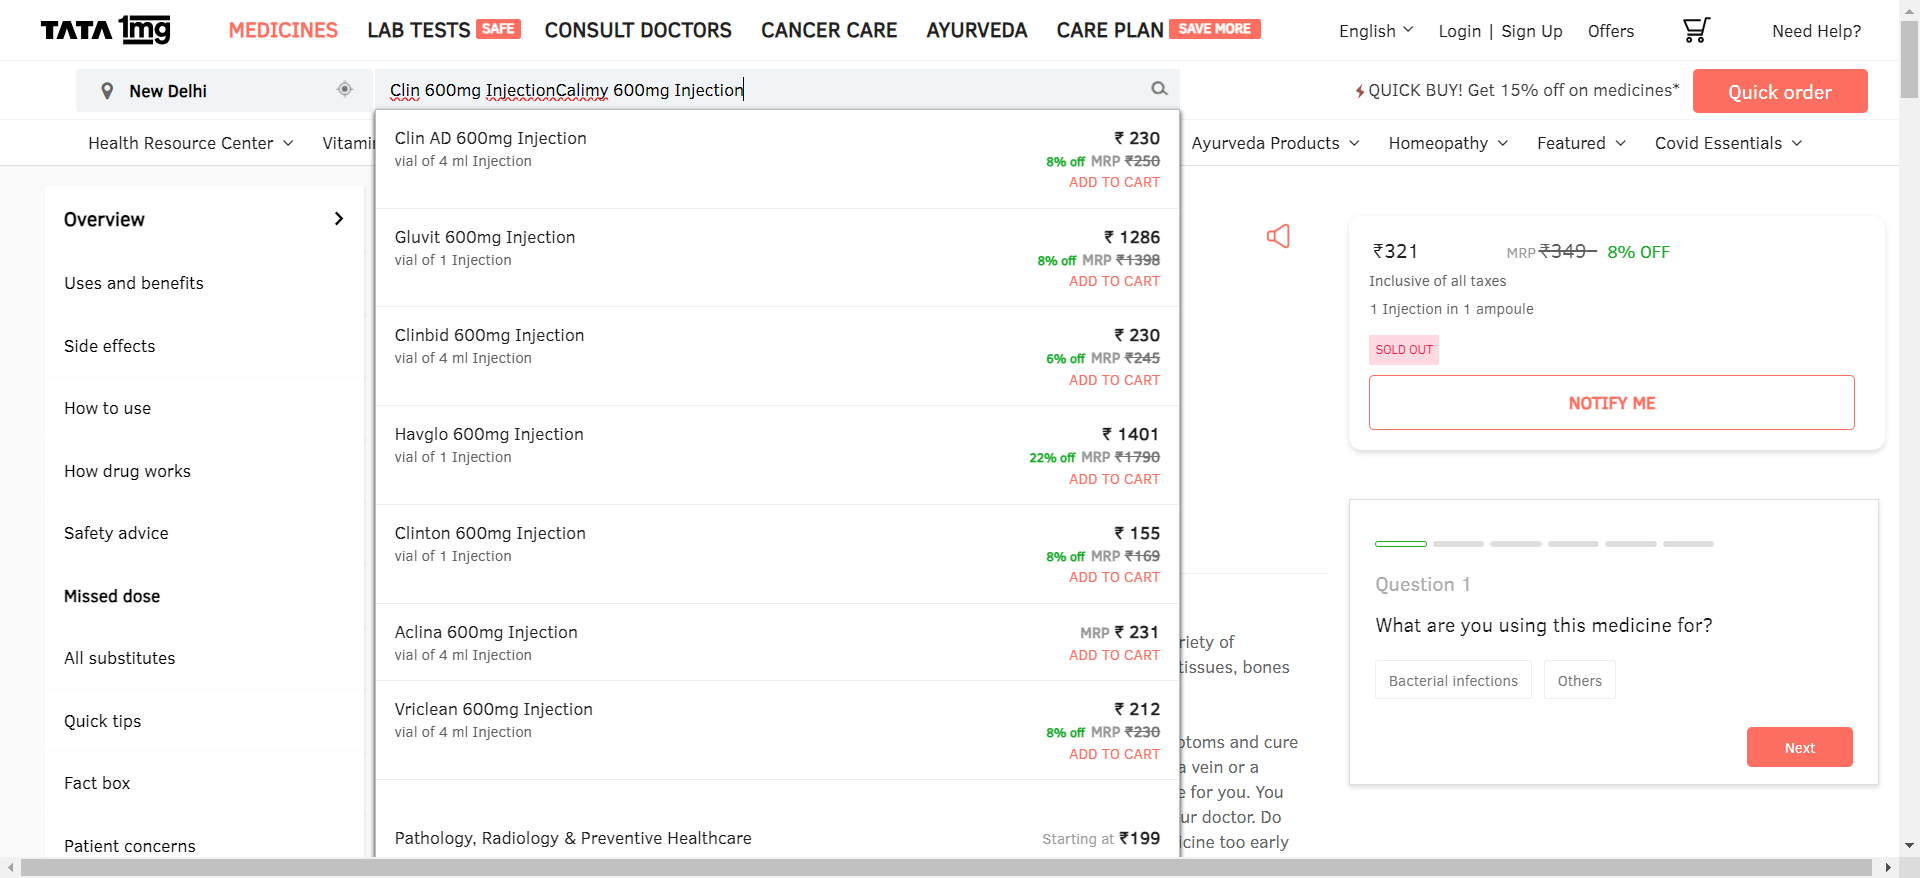 TATA 1mg
MEDICINES
LAB TESTS SAFE
CONSULT DOCTORS
CANCER CARE
AYURVEDA
CARE PLAN SAVE MORE
English
Login | Sign Up
Offers
Need Help?
New Delhi
Clin 600mg InjectionCalimy 600mg Injection
QUICK BUY! Get 15% off on medicines*
Quick order
Health Resource Center
Ayurveda Products
Homeopathy
Featured
Covid Essentials
Overview
Uses and benefits
Side effects
How to use
How drug works
Safety advice
Missed dose
All substitutes
Quick tips
Fact box
Patient concerns
Clin AD 600mg Injection ₹ 230
vial of 4 ml Injection 8% off MRP ₹250
ADD TO CART
Gluvit 600mg Injection ₹ 1286
vial of 1 Injection 8% off MRP ₹1398
ADD TO CART
Clinbid 600mg Injection ₹ 230
vial of 4 ml Injection 6% off MRP ₹245
ADD TO CART
Havglo 600mg Injection ₹ 1401
vial of 1 Injection 22% off MRP ₹1790
ADD TO CART
Clinton 600mg Injection ₹ 155
vial of 1 Injection 8% off MRP ₹169
ADD TO CART
Aclina 600mg Injection MRP ₹ 231
vial of 4 ml Injection ADD TO CART
Vriclean 600mg Injection ₹ 212
vial of 4 ml Injection 8% off MRP ₹230
ADD TO CART
Pathology, Radiology & Preventive Healthcare Starting at ₹199
tissues, bones
and cure
a vein or a
for you. You
doctor. Do
too early
₹321 MRP ₹349 8% OFF
Inclusive of all taxes
1 Injection in 1 ampoule
SOLD OUT
NOTIFY ME
Question 1
What are you using this medicine for?
Bacterial infections
Others
Next